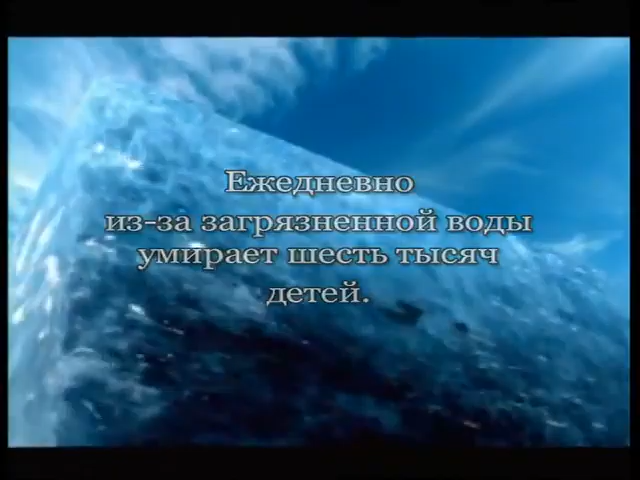 Ежедневно
из-за загрязненной воды
умирает шесть тысяч
детей.